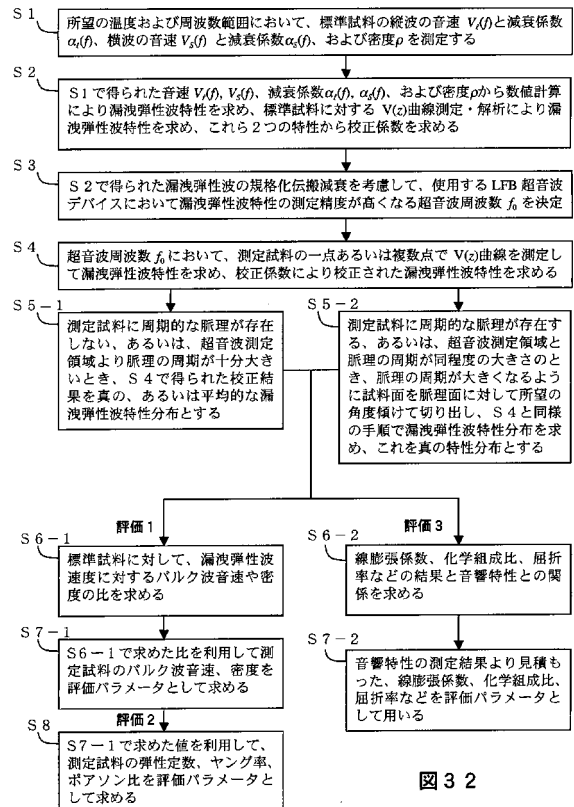 S1
所望の温度および周波数範囲において、標準試料の縦波の音速 Vℓ(f)と減衰係数
αℓ(f)、横波の音速 Vs(f) と減衰係数αs(f)、および密度ρ を測定する
S2
S1で得られた音速 Vℓ(f), Vs(f)、減衰係数αℓ(f), αs(f)、および密度ρから数値計算
により漏洩弾性波特性を求め、標準試料に対する V(z)曲線測定・解析により漏
洩弾性波特性を求め、これら2つの特性から校正係数を求める
S3
S2で得られた漏洩弾性波の規格化伝搬減衰を考慮して、使用する LFB 超音波
デバイスにおいて漏洩弾性波特性の測定精度が高くなる超音波周波数 f0 を決定
S4
超音波周波数 f0 において、測定試料の一点あるいは複数点で V(z)曲線を測定し
て漏洩弾性波特性を求め、校正係数により校正された漏洩弾性波特性を求める
S5-1
測定試料に周期的な脈理が存在
しない、あるいは、超音波測定
領域より脈理の周期が十分大き
いとき、S4で得られた校正結
果を真の、あるいは平均的な漏
洩弾性波特性分布とする
S5-2
測定試料に周期的な脈理が存在す
る、あるいは、超音波測定領域と
脈理の周期が同程度の大きさのと
き、脈理の周期が大きくなるように
試料面を脈理面に対して所望の
角度傾けて切り出し、S4と同様
の手順で漏洩弾性波特性分布を求
め、これを真の特性分布とする
評価1
S6-1
標準試料に対して、漏洩弾性波
速度に対するバルク波音速や密
度の比を求める
S7-1
S6-1で求めた比を利用して測
定試料のバルク波音速、密度を
評価パラメータとして求める
評価2
S8
S7-1で求めた値を利用して、
測定試料の弾性定数、ヤング率、
ポアソン比を評価パラメータと
して求める
評価3
S6-2
線膨張係数、化学組成比、屈折
率などの結果と音響特性との関
係を求める
S7-2
音響特性の測定結果より見積も
った、線膨張係数、化学組成比、
屈折率などを評価パラメータと
して用いる
図32